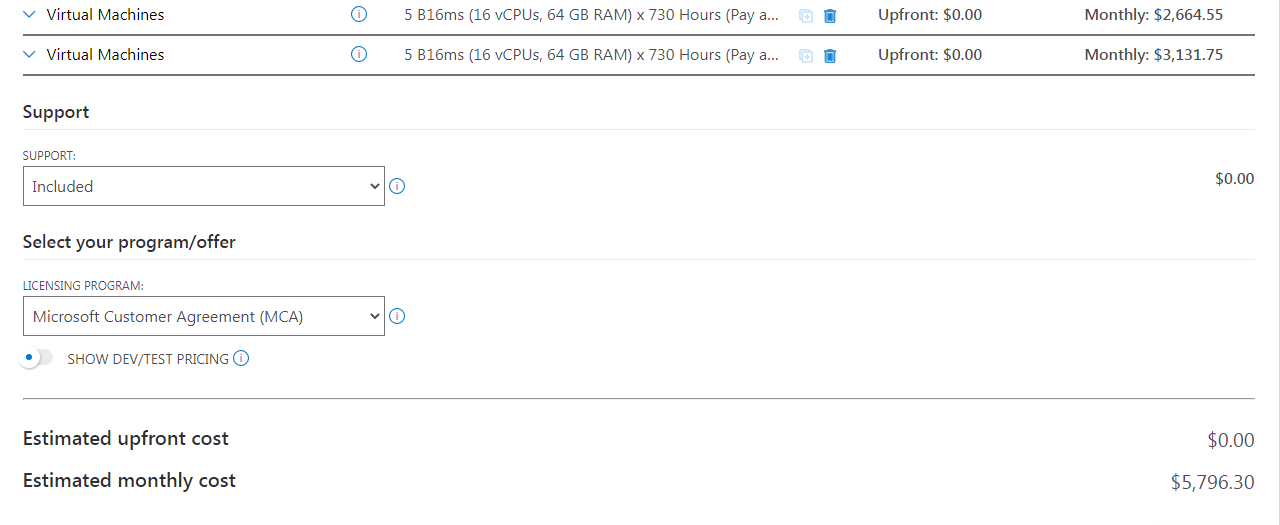 Virtual Machines 5 B16ms (16 vCPUs, 64 GB RAM) x 730 Hours (Pay a... Upfront: $0.00 Monthly: $2,664.55
Virtual Machines 5 B16ms (16 vCPUs, 64 GB RAM) x 730 Hours (Pay a... Upfront: $0.00 Monthly: $3,131.75
Support
SUPPORT:
Included $0.00
Select your program/offer
LICENSING PROGRAM:
Microsoft Customer Agreement (MCA)
SHOW DEV/TEST PRICING
Estimated upfront cost $0.00
Estimated monthly cost $5,796.30